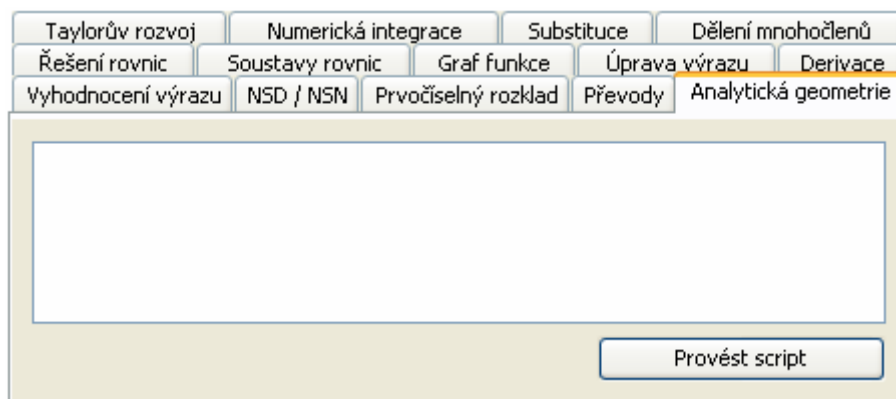 Taylorův rozvoj Numerická integrace Substituce Dělení mnohočlenů
Řešení rovnic Soustavy rovnic Graf funkce Úprava výrazu Derivace
Vyhodnocení výrazu NSD / NSN Prvočíselný rozklad Převody Analytická geometrie
Provést script